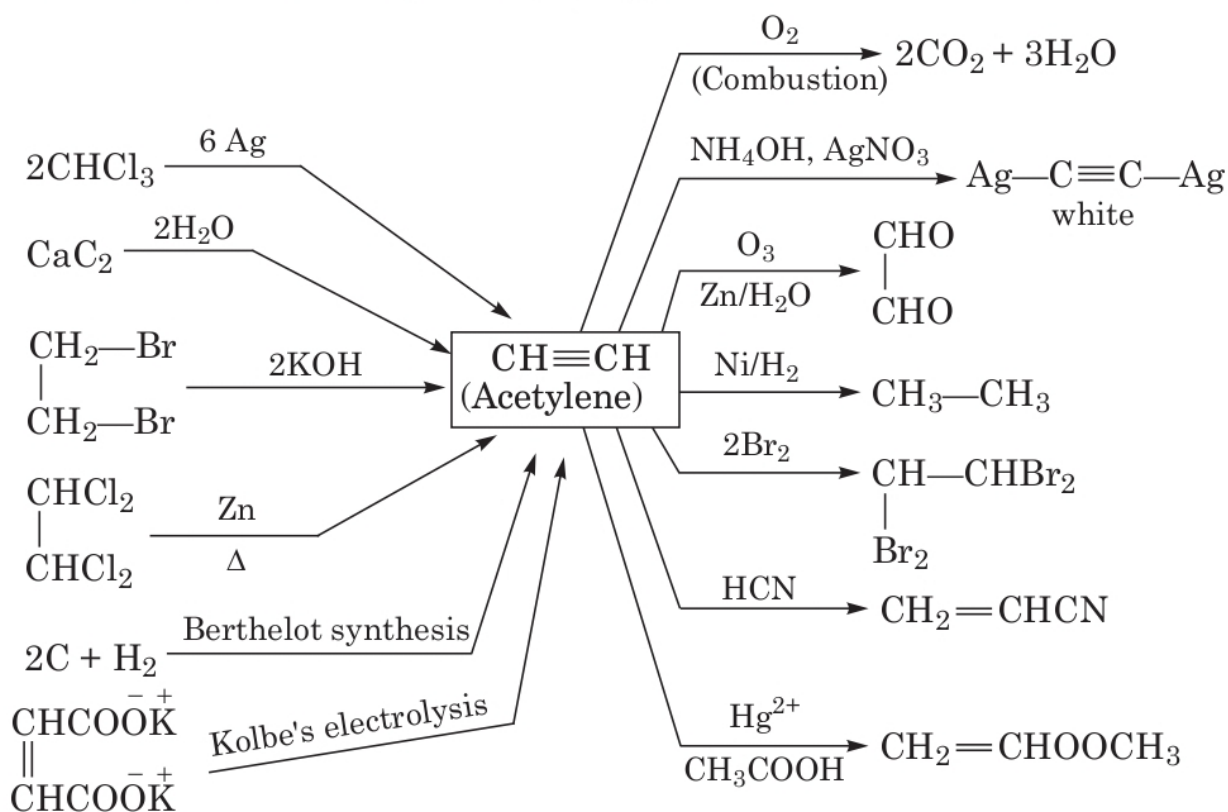 O₂
(Combustion)
2CO₂ + 3H₂O
6 Ag
2CHCl₃
NH₄OH, AgNO₃
Ag—C≡C—Ag
white
2H₂O
CaC₂
O₃
Zn/H₂O
CHO
CHO
CH₂—Br
CH₂—Br
2KOH
CH≡CH
(Acetylene)
Ni/H₂
CH₃—CH₃
2Br₂
CH—CHBr₂
Br₂
CHCl₂
CHCl₂
Zn
Δ
HCN
CH₂=CHCN
2C + H₂
Berthelot synthesis
CHCOO⁻K⁺
CHCOO⁻K⁺
Kolbe's electrolysis
Hg²⁺
CH₃COOH
CH₂=CHOOCH₃